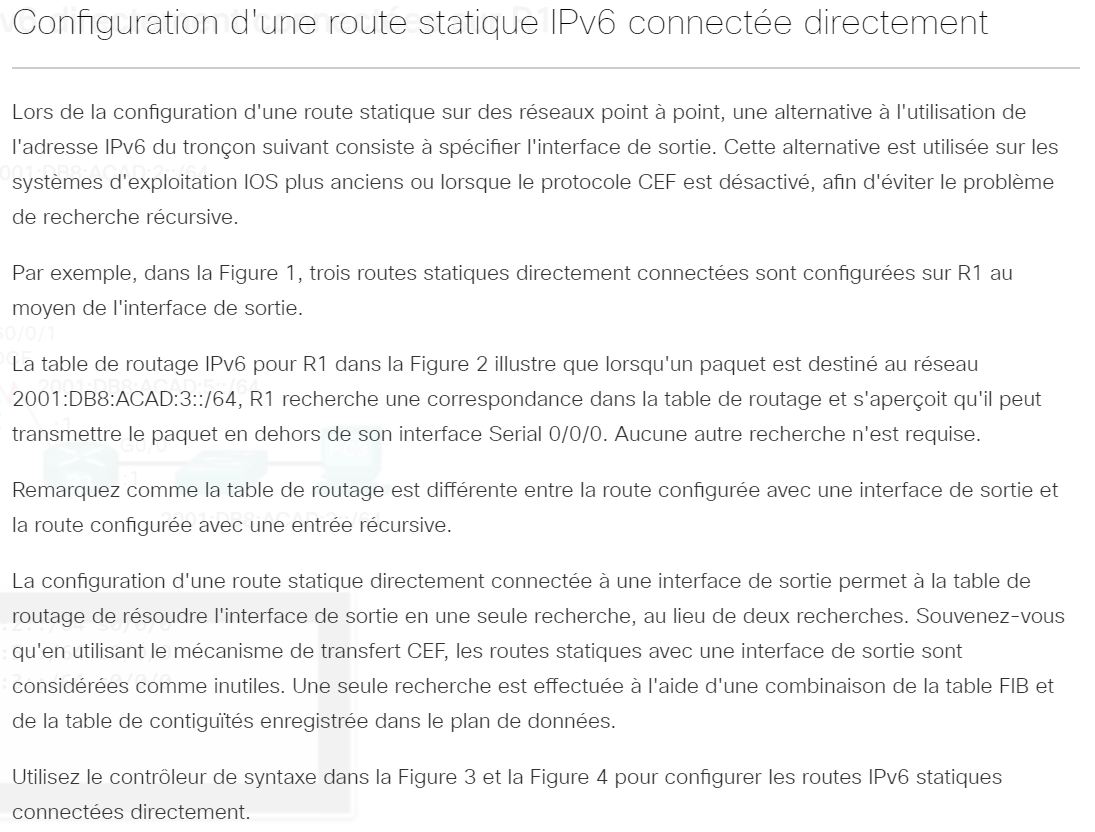 Configuration d'une route statique IPv6 connectée directement
Lors de la configuration d'une route statique sur des réseaux point à point, une alternative à l'utilisation de
l'adresse IPv6 du tronçon suivant consiste à spécifier l'interface de sortie. Cette alternative est utilisée sur les
systèmes d'exploitation IOS plus anciens ou lorsque le protocole CEF est désactivé, afin d'éviter le problème
de recherche récursive.
Par exemple, dans la Figure 1, trois routes statiques directement connectées sont configurées sur R1 au
moyen de l'interface de sortie.
La table de routage IPv6 pour R1 dans la Figure 2 illustre que lorsqu'un paquet est destiné au réseau
2001:DB8:ACAD:3::/64, R1 recherche une correspondance dans la table de routage et s'aperçoit qu'il peut
transmettre le paquet en dehors de son interface Serial 0/0/0. Aucune autre recherche n'est requise.
Remarquez comme la table de routage est différente entre la route configurée avec une interface de sortie et
la route configurée avec une entrée récursive.
La configuration d'une route statique directement connectée à une interface de sortie permet à la table de
routage de résoudre l'interface de sortie en une seule recherche, au lieu de deux recherches. Souvenez-vous
qu'en utilisant le mécanisme de transfert CEF, les routes statiques avec une interface de sortie sont
considérées comme inutiles. Une seule recherche est effectuée à l'aide d'une combinaison de la table FIB et
de la table de contiguïtés enregistrée dans le plan de données.
Utilisez le contrôleur de syntaxe dans la Figure 3 et la Figure 4 pour configurer les routes IPv6 statiques
connectées directement.